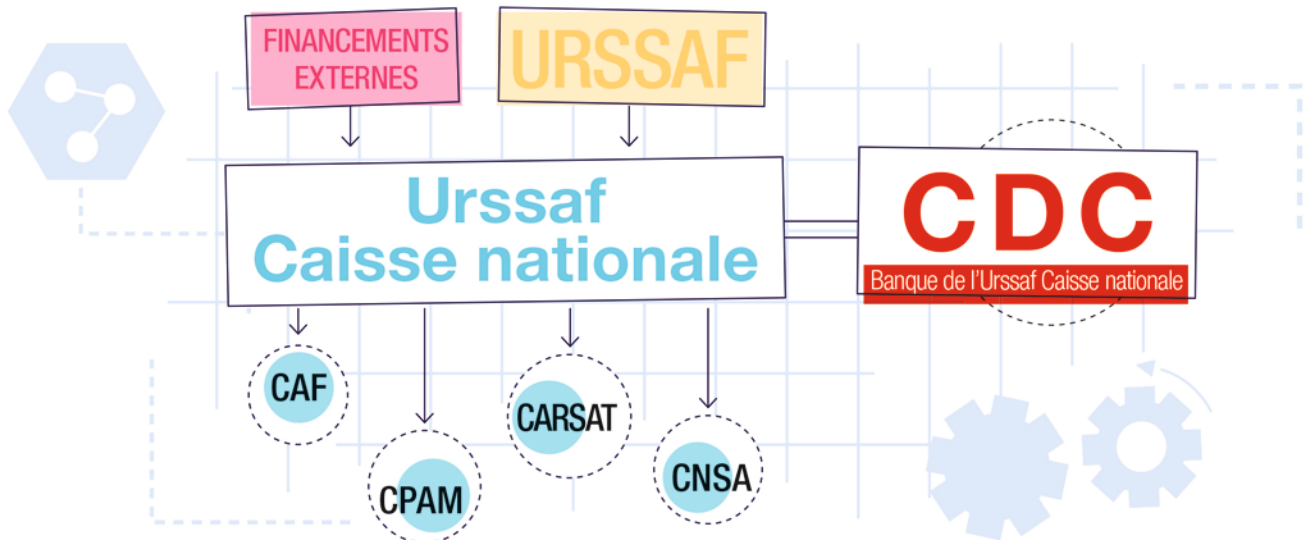 FINANCEMENTS
EXTERNES
URSSAF
Urssaf
Caisse nationale
CDC
Banque de l'Urssaf Caisse nationale
CAF
CPAM
CARSAT
CNSA